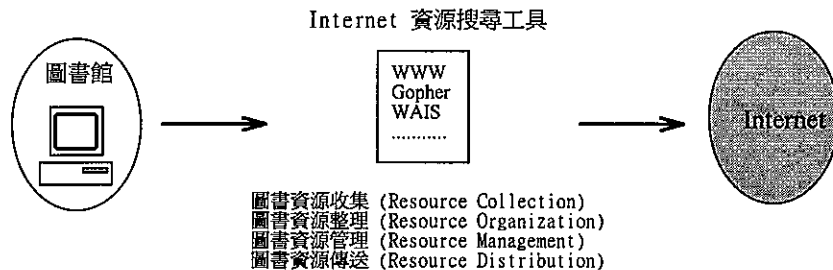 Internet 資源搜尋工具
圖書館
WWW
Gopher
WAIS
...........
Internet
圖書資源收集 (Resource Collection)
圖書資源整理 (Resource Organization)
圖書資源管理 (Resource Management)
圖書資源傳送 (Resource Distribution)